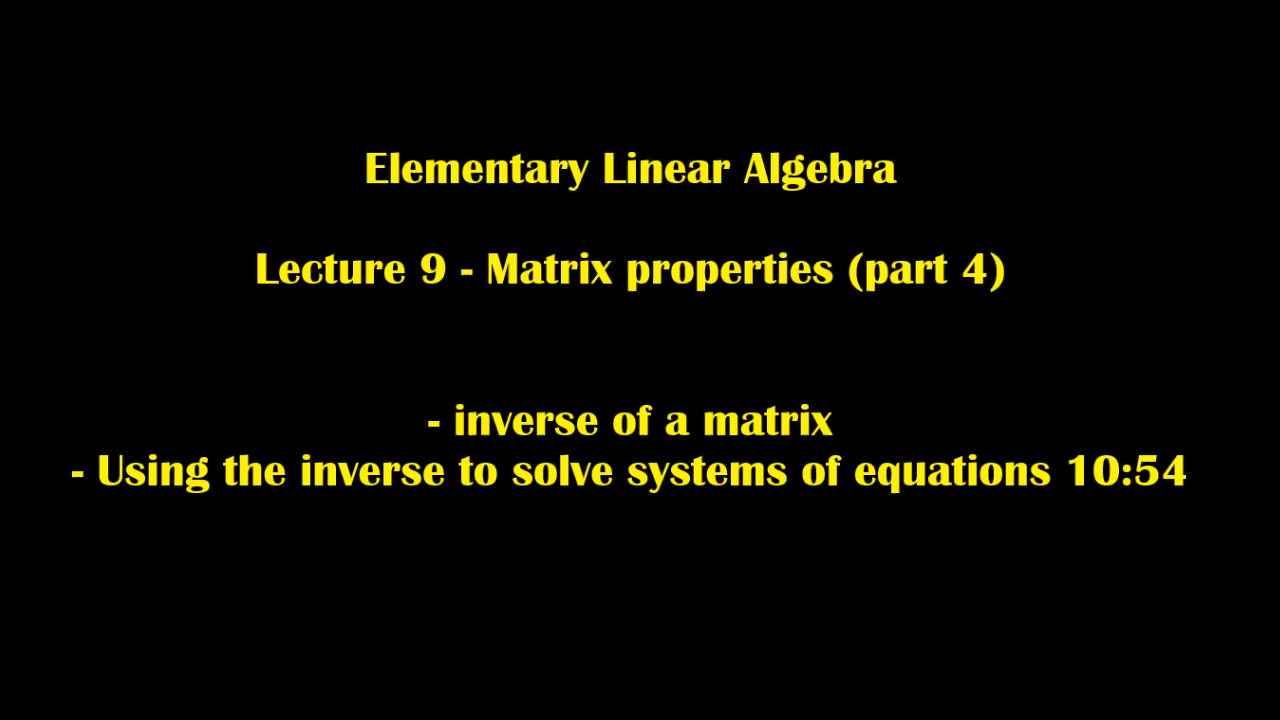 Elementary Linear Algebra
Lecture 9 - Matrix properties (part 4)
- inverse of a matrix
- Using the inverse to solve systems of equations 10:54